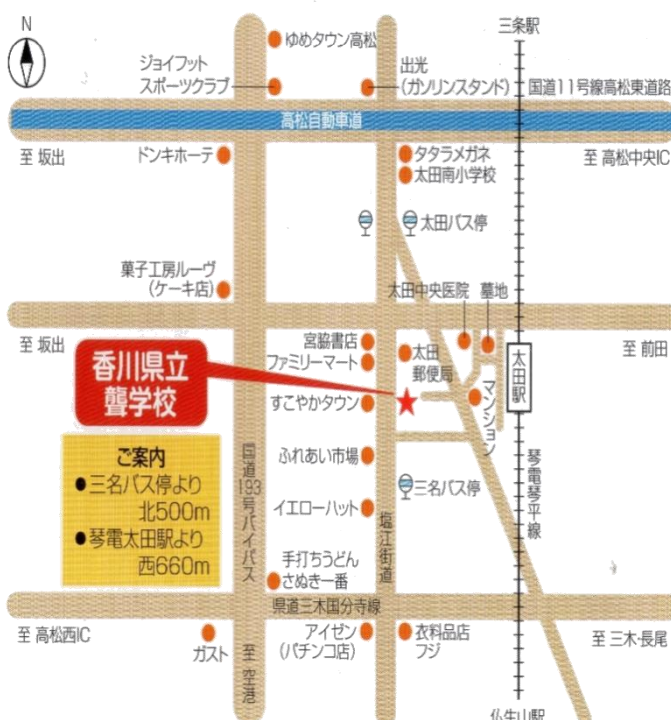 N
ゆめタウン高松
三条駅
ジョイフット
スポーツクラブ
出光
(ガソリンスタンド)
国道11号線高松東道路
高松自動車道
至 坂出
ドンキホーテ
タタラメガネ
太田南小学校
至 高松中央IC
太田バス停
菓子工房ルーヴ
(ケーキ店)
太田中央医院
墓地
至 坂出
宮脇書店
ファミリーマート
太田
郵便局
太田駅
至 前田
香川県立
聾学校
すこやかタウン
マンション
ご案内
●三名バス停より
北500m
●琴電太田駅より
西660m
国道193号バイパス
ふれあい市場
三名バス停
琴電琴平線
イエローハット
塩江街道
手打ちうどん
さぬき一番
県道三木国分寺線
至 高松西IC
ガスト
至 空港
アイゼン
(パチンコ店)
衣料品店
フジ
至 三木・長尾
仏生山駅